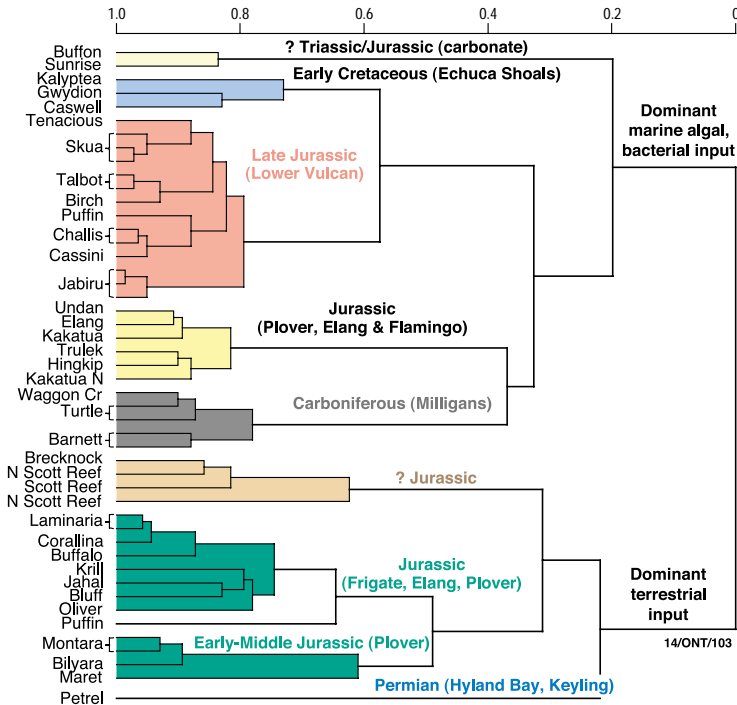 1.0 0.8 0.6 0.4 0.2 0
Buffon
Sunrise
? Triassic/Jurassic (carbonate)
Kalyptea
Gwydion
Caswell
Early Cretaceous (Echuca Shoals)
Tenacious
Skua
Talbot
Birch
Puffin
Challis
Cassini
Jabiru
Late Jurassic
(Lower Vulcan)
Dominant
marine algal,
bacterial input
Undan
Elang
Kakatua
Trulek
Hingkip
Kakatua N
Jurassic
(Plover, Elang & Flamingo)
Waggon Cr
Turtle
Barnett
Carboniferous (Milligans)
Brecknock
N Scott Reef
Scott Reef
N Scott Reef
? Jurassic
Laminaria
Corallina
Buffalo
Krill
Jahal
Bluff
Oliver
Puffin
Jurassic
(Frigate, Elang, Plover)
Dominant
terrestrial
input
14/ONT/103
Montara
Bilyara
Maret
Early-Middle Jurassic (Plover)
Petrel
Permian (Hyland Bay, Keyling)